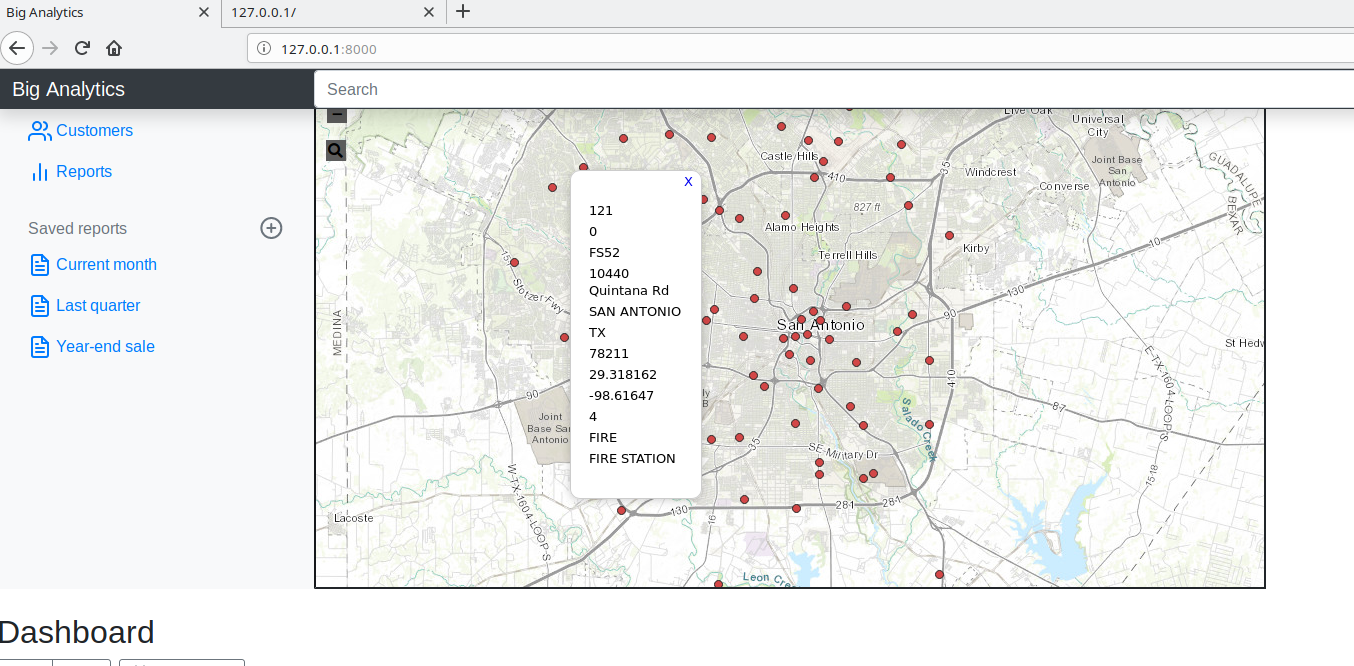 Big Analytics
127.0.0.1/
127.0.0.1:8000
Big Analytics
Search
Customers
Reports
Saved reports
Current month
Last quarter
Year-end sale
X
121
0
FS52
10440
Quintana Rd
SAN ANTONIO
TX
78211
29.318162
-98.61647
4
FIRE
FIRE STATION
Live Oak
Universal
City
Castle Hills
410
35
Windcrest
Converse
Joint Base
San
Antonio
GUADALUPE
BEXAR
827 ft
Alamo Heights
Terrell Hills
Kirby
10
130
90
Stotzer Fwy
MEDINA
San Antonio
St Hedw
410
E-TX-1604-LOOP S
90
87
Joint
Base San
Antonio
Salado Creek
35
SE Military Dr
W-TX-1604-LOOP S
1518
Lacoste
130
16
281
281
Leon Cree
Dashboard